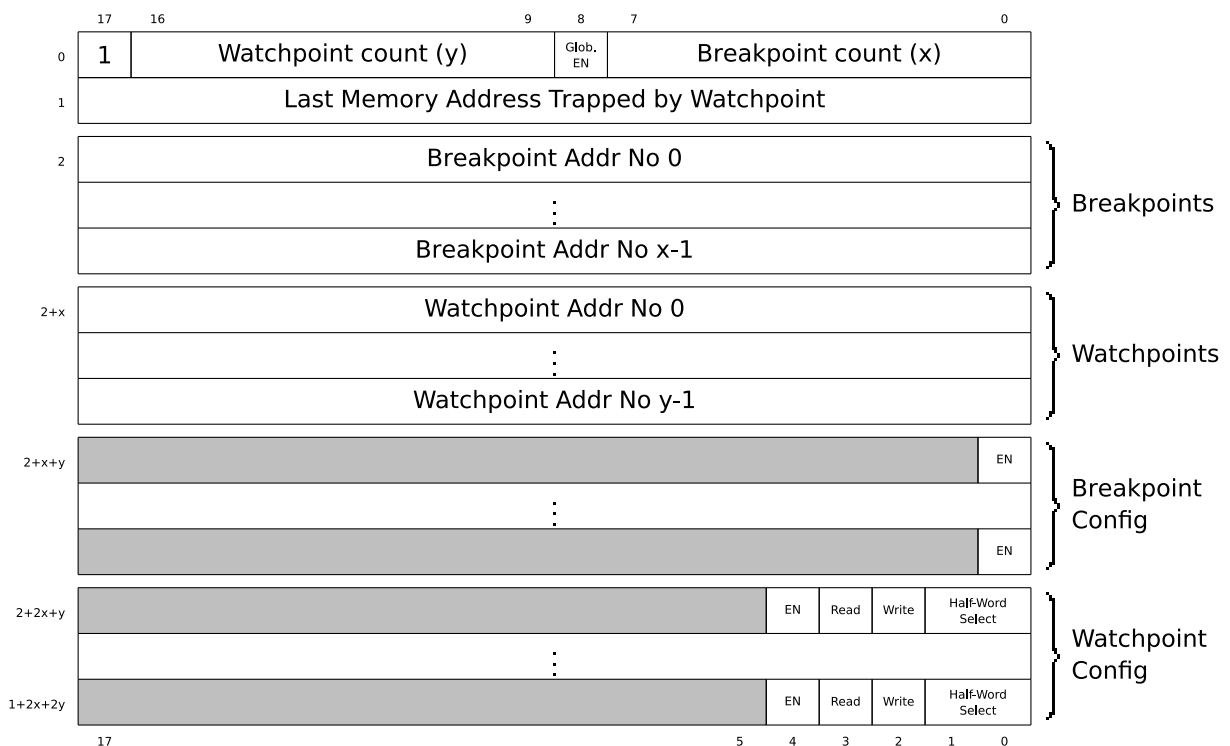 17 16 9 8 7 0
0 1 Watchpoint count (y) Glob. EN Breakpoint count (x)
1 Last Memory Address Trapped by Watchpoint
2 Breakpoint Addr No 0
⋮
Breakpoint Addr No x-1
Breakpoints
2+x Watchpoint Addr No 0
⋮
Watchpoint Addr No y-1
Watchpoints
2+x+y EN
⋮
EN
Breakpoint
Config
2+2x+y EN Read Write Half-Word Select
⋮
1+2x+2y EN Read Write Half-Word Select
Watchpoint
Config
17 5 4 3 2 1 0